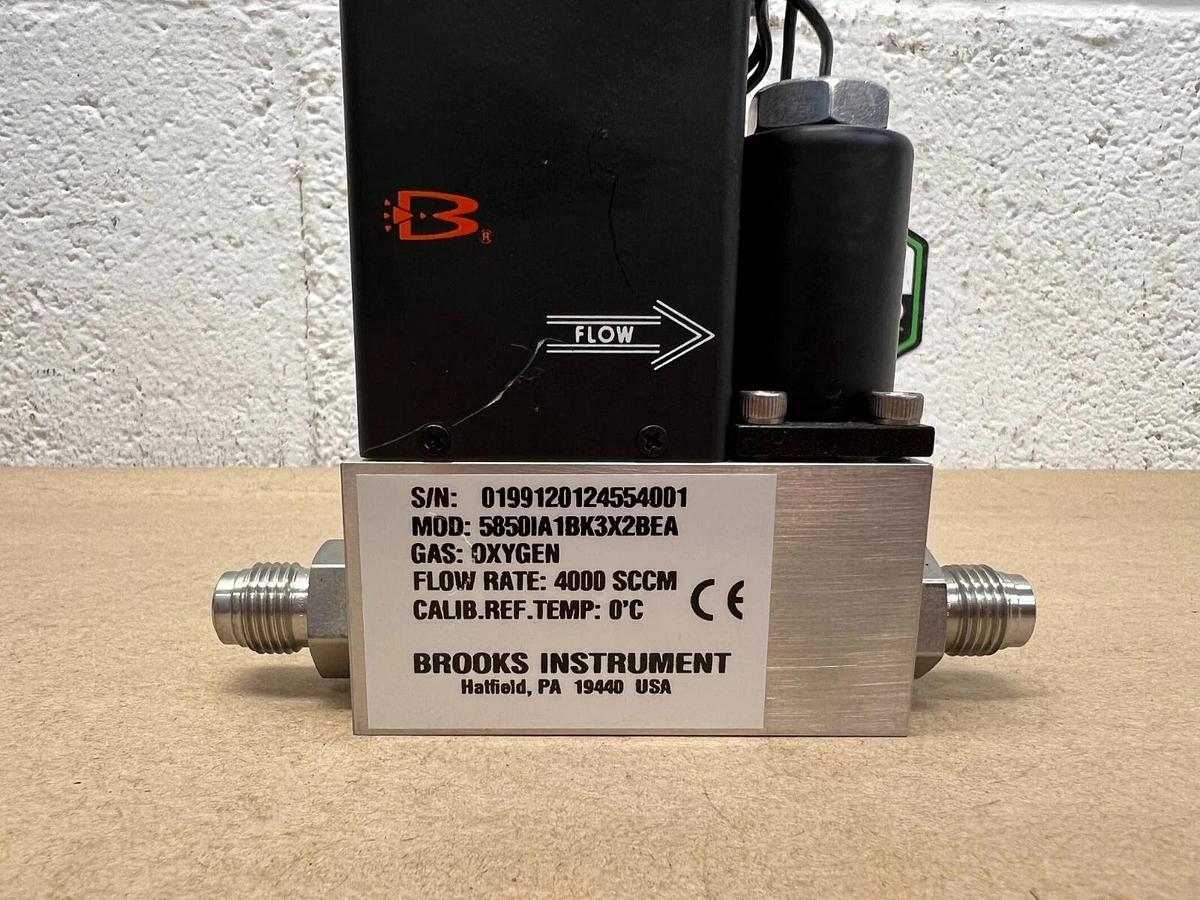 B
R
FLOW
S/N: 0199120124554001
MOD: 5850IA1BK3X2BEA
GAS: OXYGEN
FLOW RATE: 4000 SCCM
CALIB.REF.TEMP: 0'C
CE
BROOKS INSTRUMENT
Hatfield, PA 19440 USA